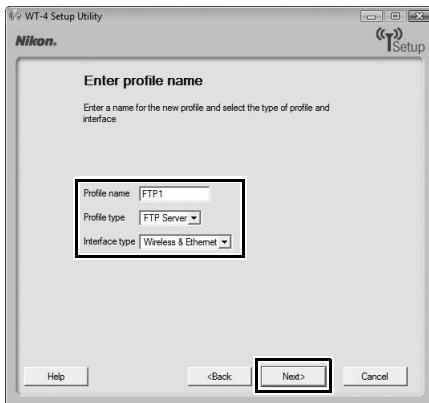 WT-4 Setup Utility
Nikon.
Setup
Enter profile name
Enter a name for the new profile and select the type of profile and
interface
Profile name FTP1
Profile type FTP Server
Interface type Wireless & Ethernet
Help <Back Next> Cancel